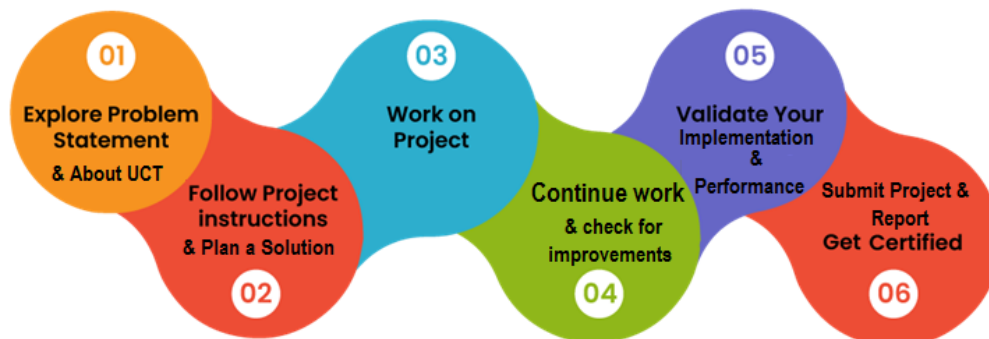 01
Explore Problem
Statement
& About UCT
Follow Project
instructions
& Plan a Solution
02
03
Work on
Project
Continue work
& check for
improvements
04
05
Validate Your
Implementation
&
Performance
Submit Project &
Report
Get Certified
06